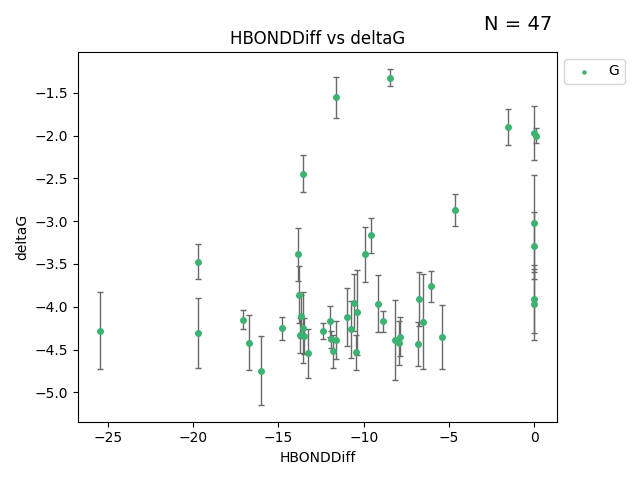 N = 47
HBONDDiff vs deltaG
G
deltaG
−1.5
−2.0
−2.5
−3.0
−3.5
−4.0
−4.5
−5.0
−25 −20 −15 −10 −5 0
HBONDDiff